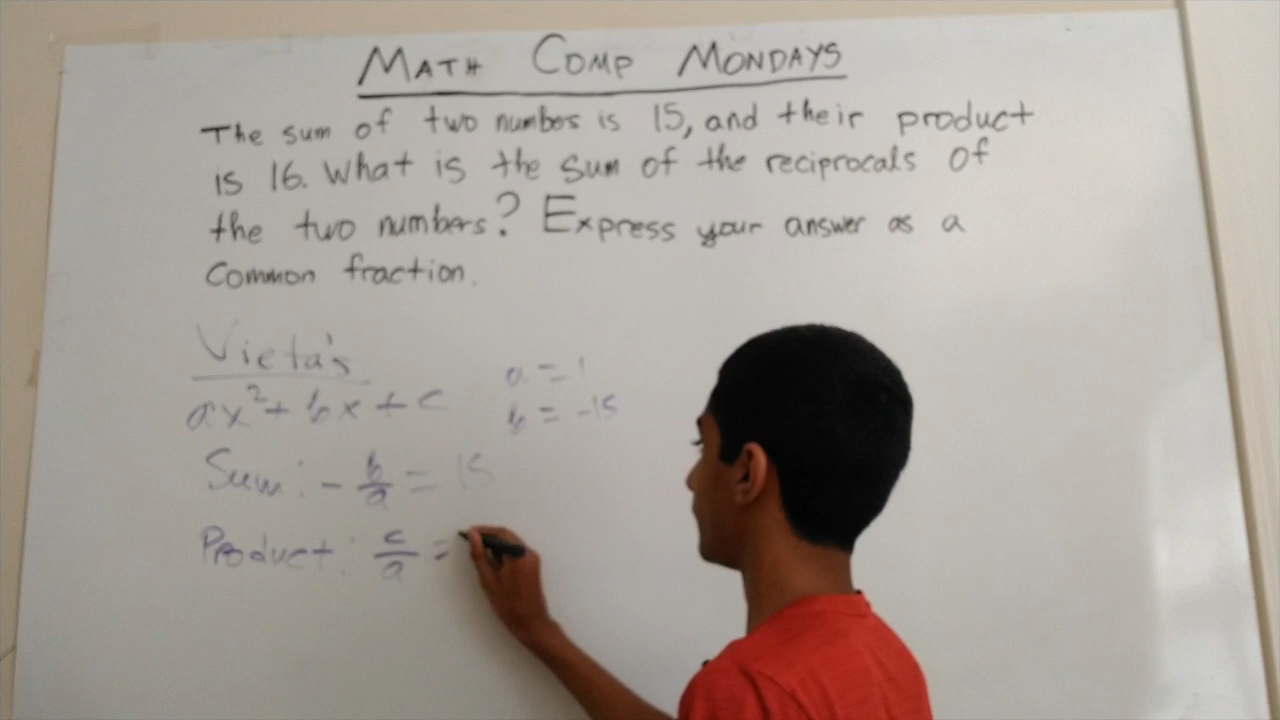 MATH COMP MONDAYS
The sum of two numbers is 15, and their product
is 16. What is the sum of the reciprocals of
the two numbers? Express your answer as a
Common fraction.
Vieta's
ax²+bx+c
a = 1
b = -15
Sum: -b/a = 15
Product: c/a =